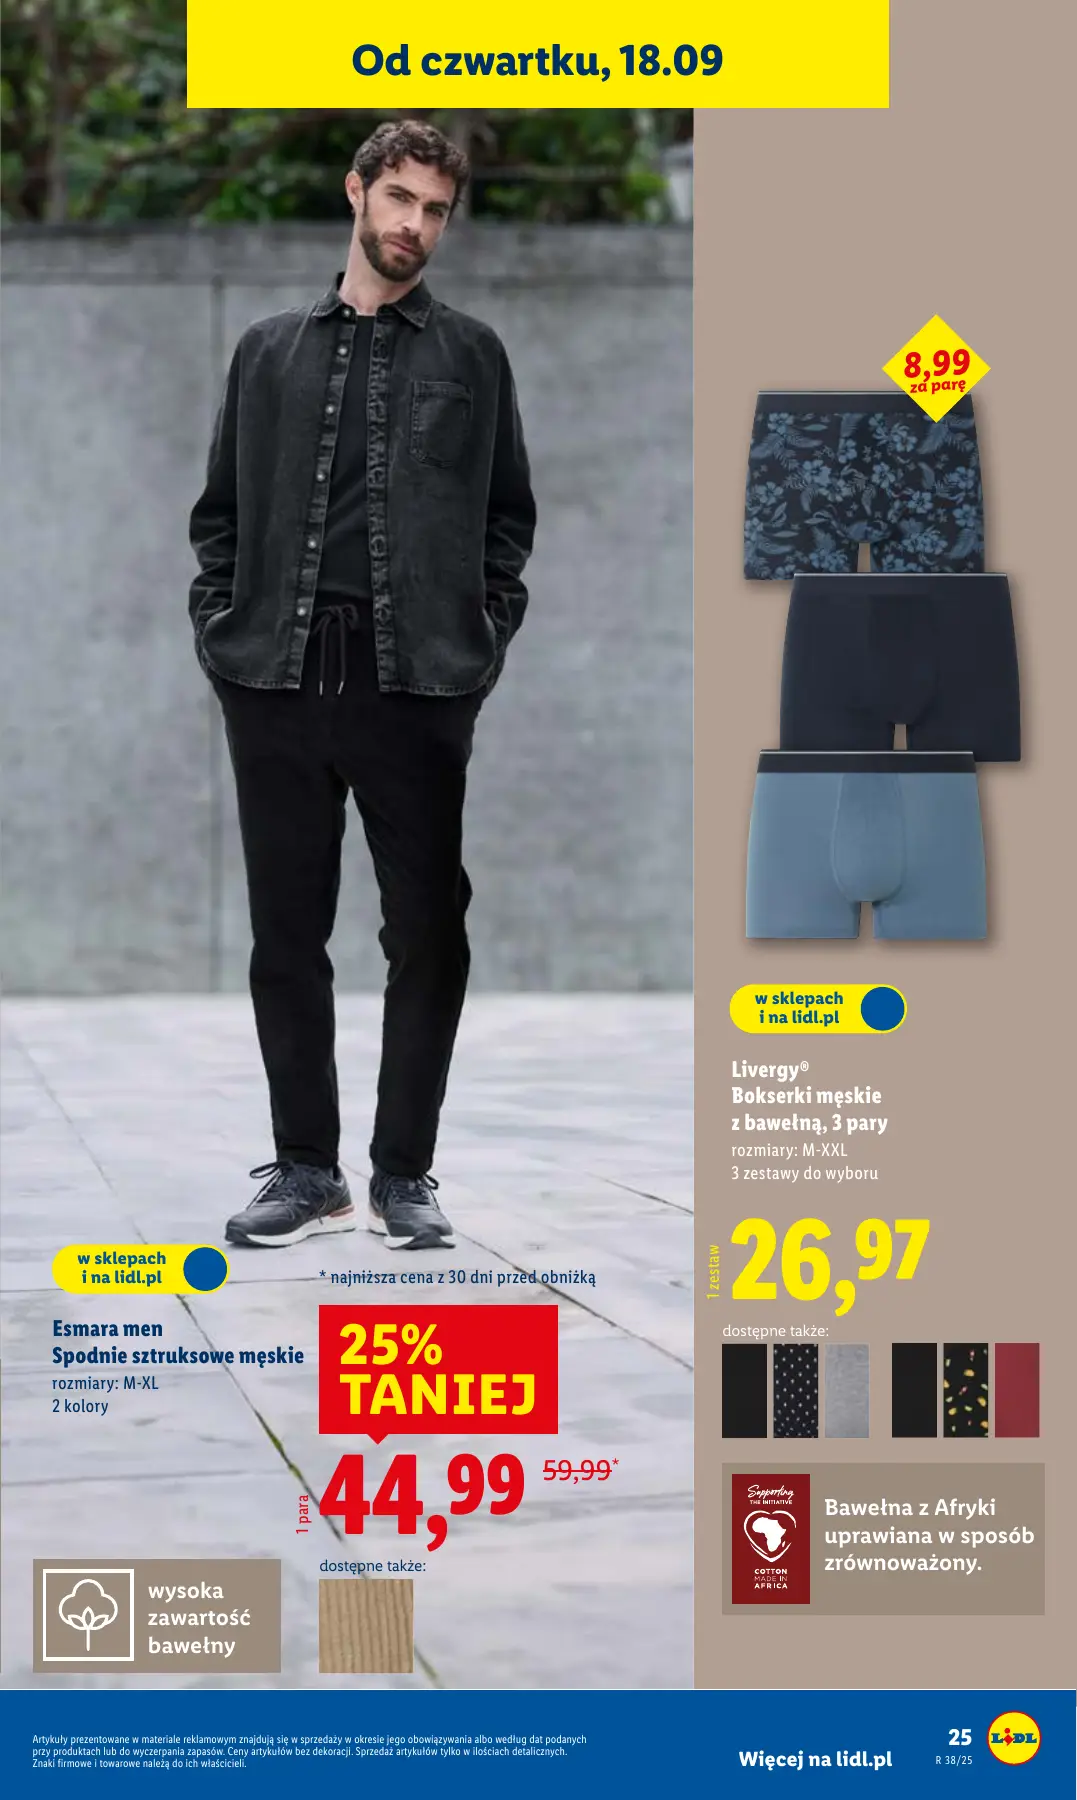 Od czwartku, 18.09
8,99
za parę
w sklepach
i na lidl.pl
Livergy®
Bokserki męskie
z bawełną, 3 pary
rozmiary: M-XXL
3 zestawy do wyboru
1 zestaw
26,97
dostępne także:
Supporting
THE INITIATIVE
COTTON
MADE IN
AFRICA
Bawełna z Afryki
uprawiana w sposób
zrównoważony.
w sklepach
i na lidl.pl
Esmara men
Spodnie sztruksowe męskie
rozmiary: M-XL
2 kolory
* najniższa cena z 30 dni przed obniżką
25%
TANIEJ
1 para
44,99
59,99*
dostępne także:
wysoka
zawartość
bawełny
Artykuły prezentowane w materiale reklamowym znajdują się w sprzedaży w okresie jego obowiązywania albo według dat podanych
przy produktach lub do wyczerpania zapasów. Ceny artykułów bez dekoracji. Sprzedaż artykułów tylko w ilościach detalicznych.
Znaki firmowe i towarowe należą do ich właścicieli.
Więcej na lidl.pl
25
R 38/25
LIDL